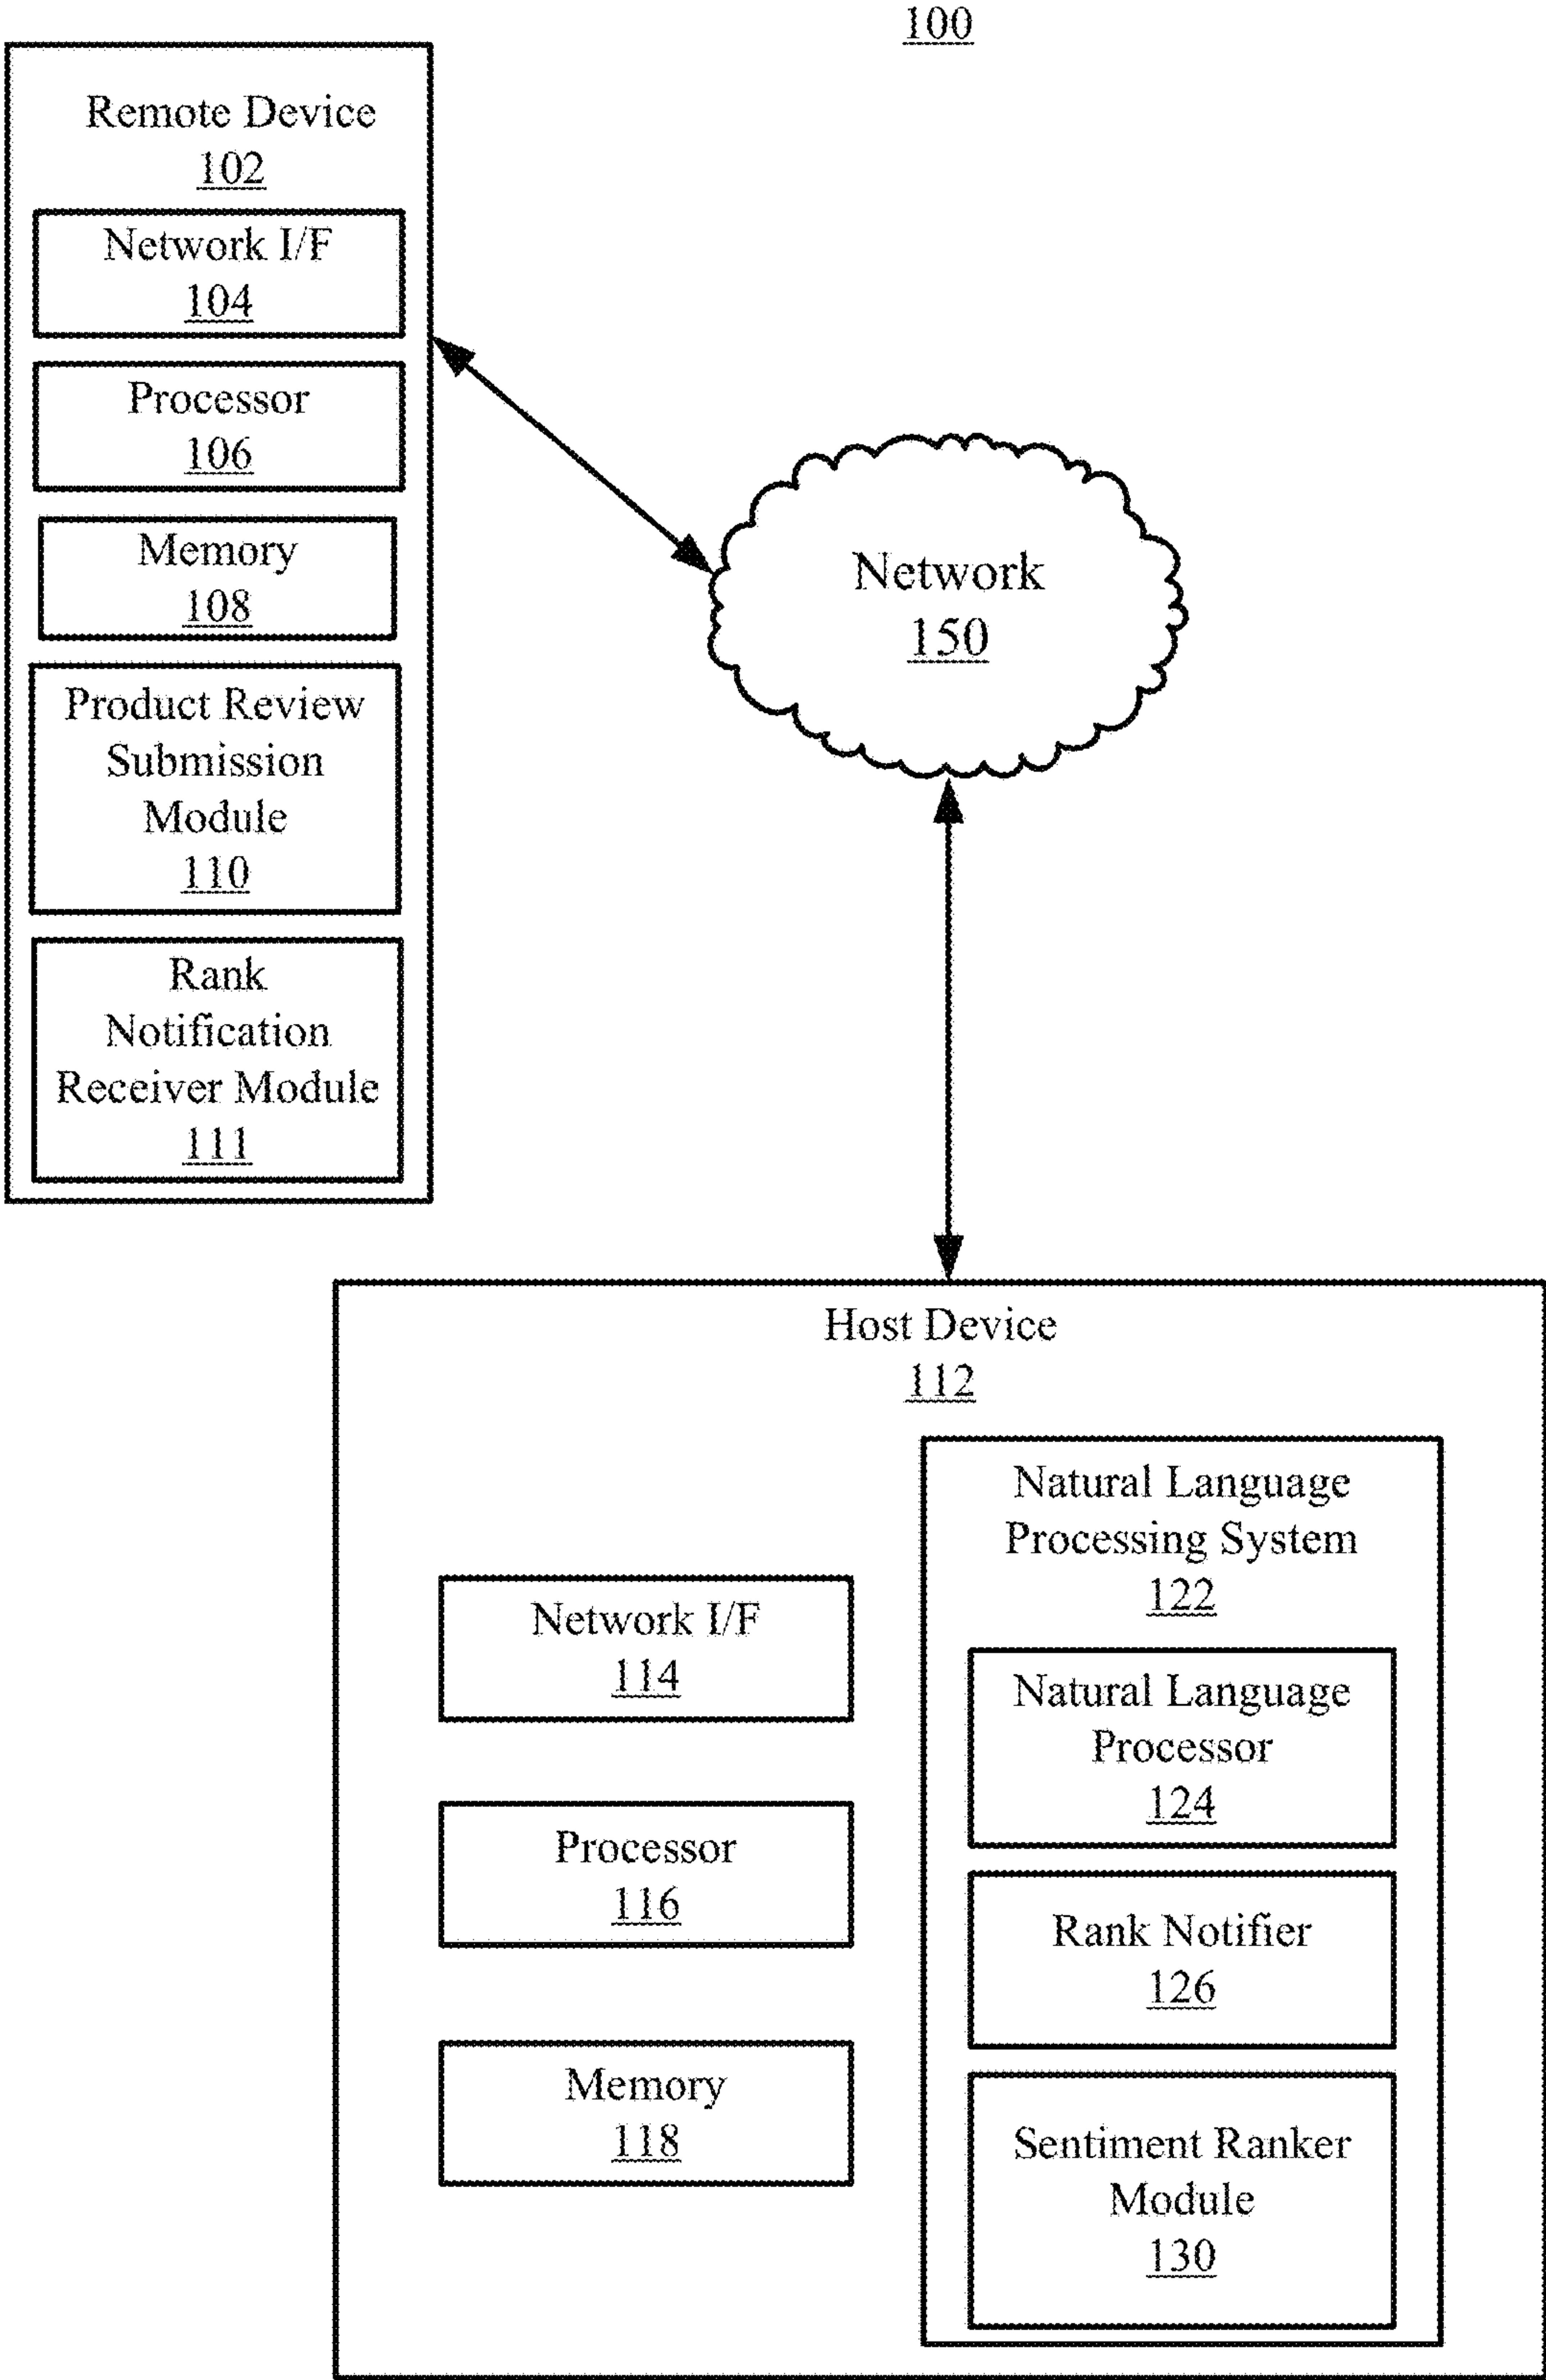 100
Remote Device
102
Network I/F
104
Processor
106
Memory
108
Product Review
Submission
Module
110
Rank
Notification
Receiver Module
111
Network
150
Host Device
112
Network I/F
114
Processor
116
Memory
118
Natural Language
Processing System
122
Natural Language
Processor
124
Rank Notifier
126
Sentiment Ranker
Module
130